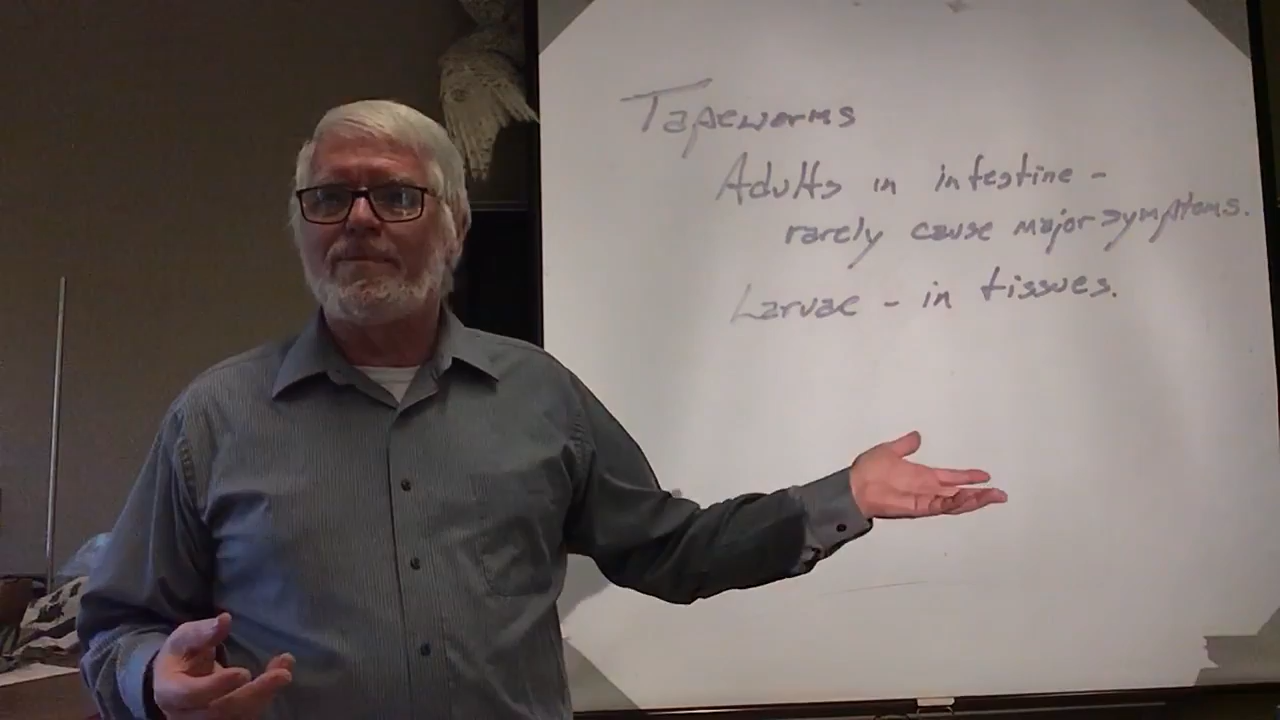 Tapeworms
Adults in intestine -
rarely cause major symptoms.
Larvae - in tissues.